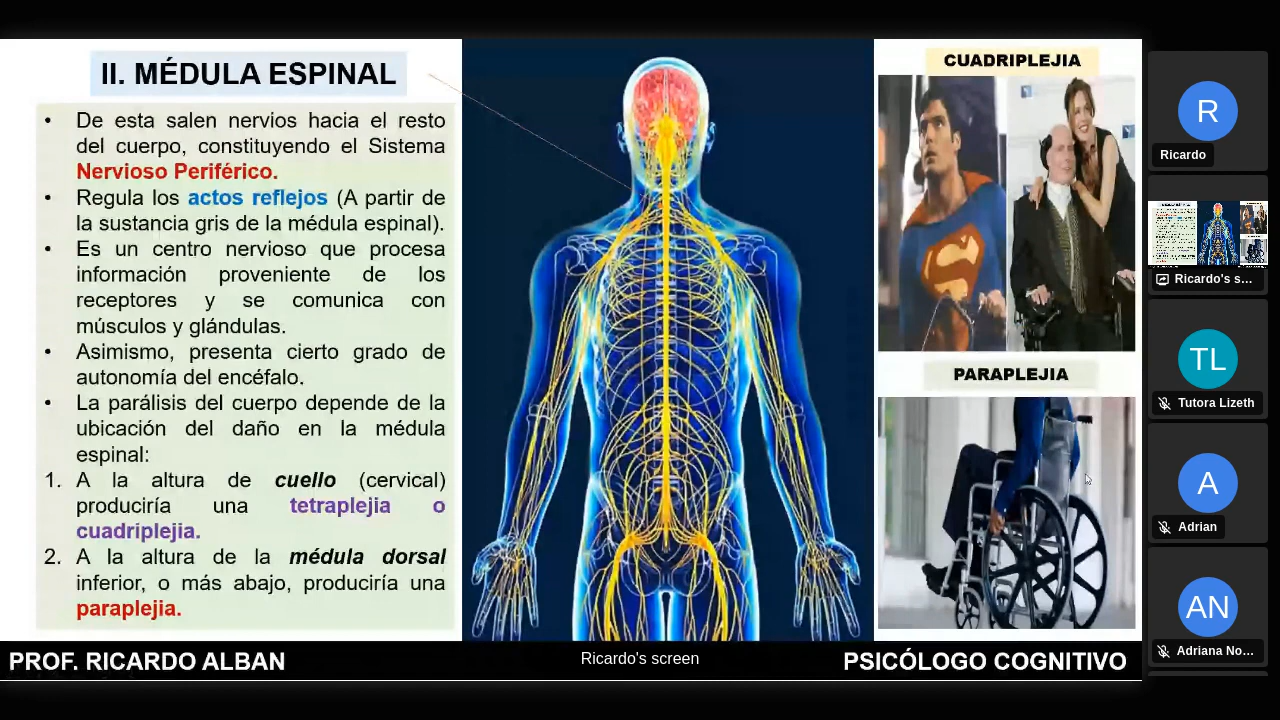 II. MÉDULA ESPINAL
• De esta salen nervios hacia el resto
del cuerpo, constituyendo el Sistema
Nervioso Periférico.
• Regula los actos reflejos (A partir de
la sustancia gris de la médula espinal).
• Es un centro nervioso que procesa
información proveniente de los
receptores y se comunica con
músculos y glándulas.
• Asimismo, presenta cierto grado de
autonomía del encéfalo.
• La parálisis del cuerpo depende de la
ubicación del daño en la médula
espinal:
1. A la altura de cuello (cervical)
produciría una tetraplejia o
cuadriplejia.
2. A la altura de la médula dorsal
inferior, o más abajo, produciría una
paraplejia.
CUADRIPLEJIA
PARAPLEJIA
PROF. RICARDO ALBAN
Ricardo's screen
PSICÓLOGO COGNITIVO
R
Ricardo
Ricardo's s...
TL
Tutora Lizeth
A
Adrian
AN
Adriana No...